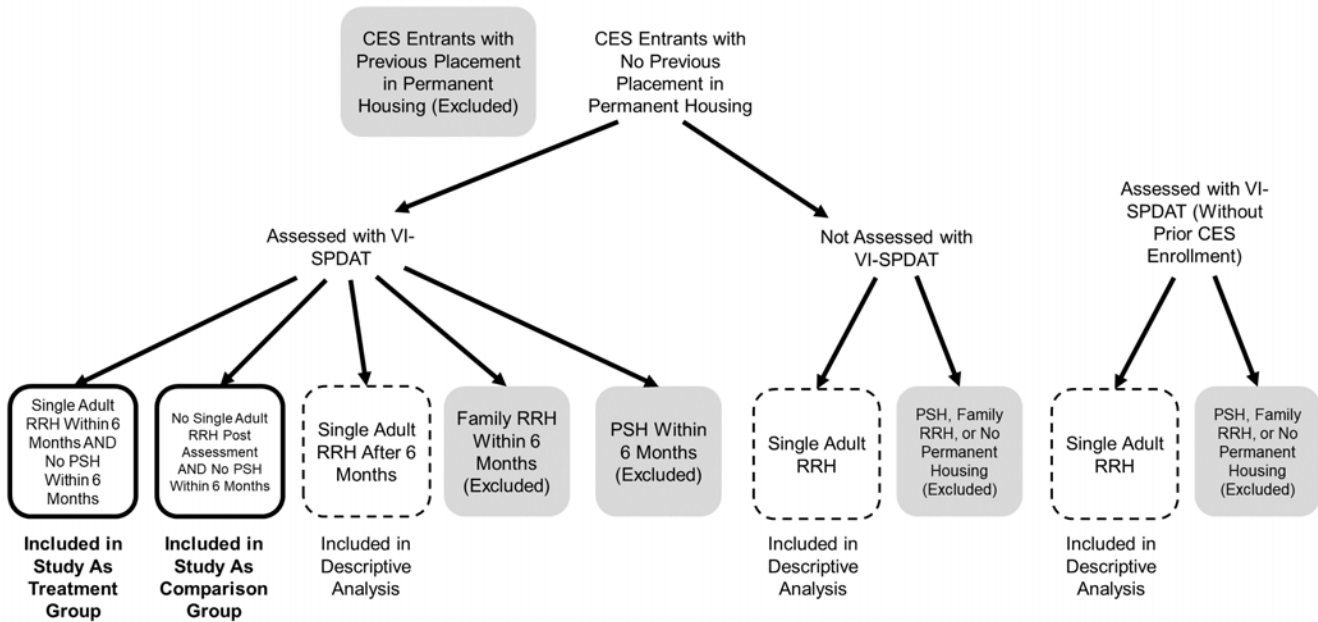 CES Entrants with
Previous Placement
in Permanent
Housing (Excluded)
CES Entrants with
No Previous
Placement in
Permanent Housing
Assessed with VI-
SPDAT
Not Assessed with
VI-SPDAT
Assessed with VI-
SPDAT (Without
Prior CES
Enrollment)
Single Adult
RRH Within 6
Months AND
No PSH
Within 6
Months
No Single Adult
RRH Post
Assessment
AND No PSH
Within 6 Months
Single Adult
RRH After 6
Months
Family RRH
Within 6
Months
(Excluded)
PSH Within
6 Months
(Excluded)
Single Adult
RRH
PSH, Family
RRH, or No
Permanent
Housing
(Excluded)
Single Adult
RRH
PSH, Family
RRH, or No
Permanent
Housing
(Excluded)
Included in
Study As
Treatment
Group
Included in
Study As
Comparison
Group
Included in
Descriptive
Analysis
Included in
Descriptive
Analysis
Included in
Descriptive
Analysis